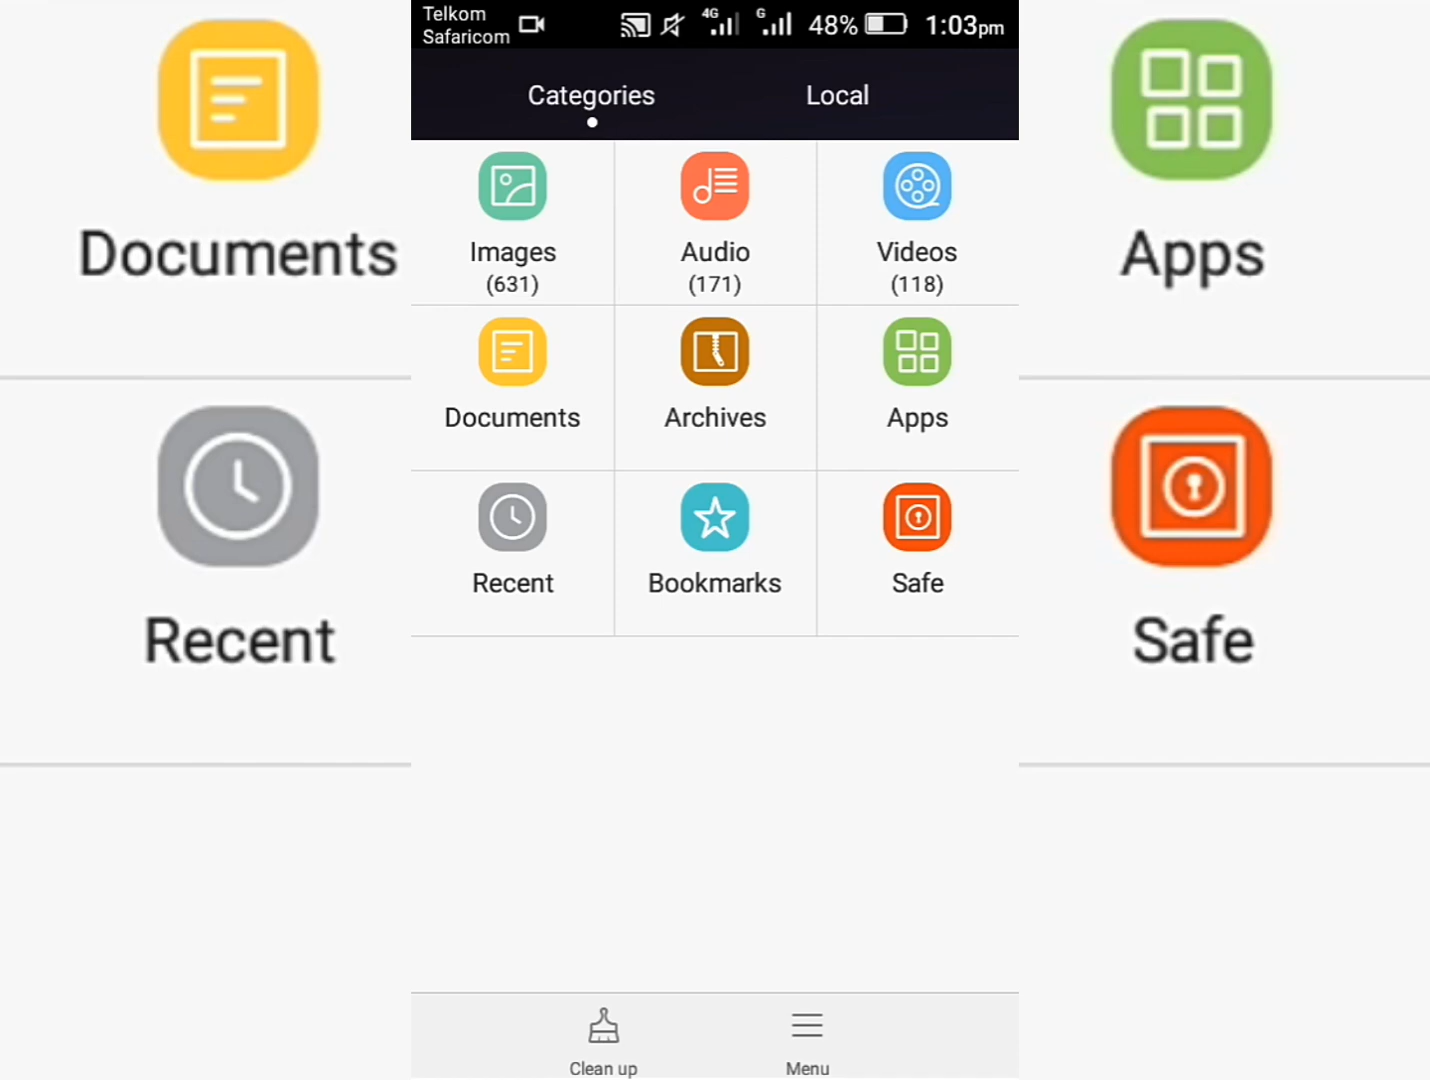 Telkom
Safaricom
4G
G
48%
1:03pm
Categories
Local
Images
(631)
Audio
(171)
Videos
(118)
Documents
Archives
Apps
Recent
Bookmarks
Safe
Clean up
Menu
Documents
Recent
Apps
Safe